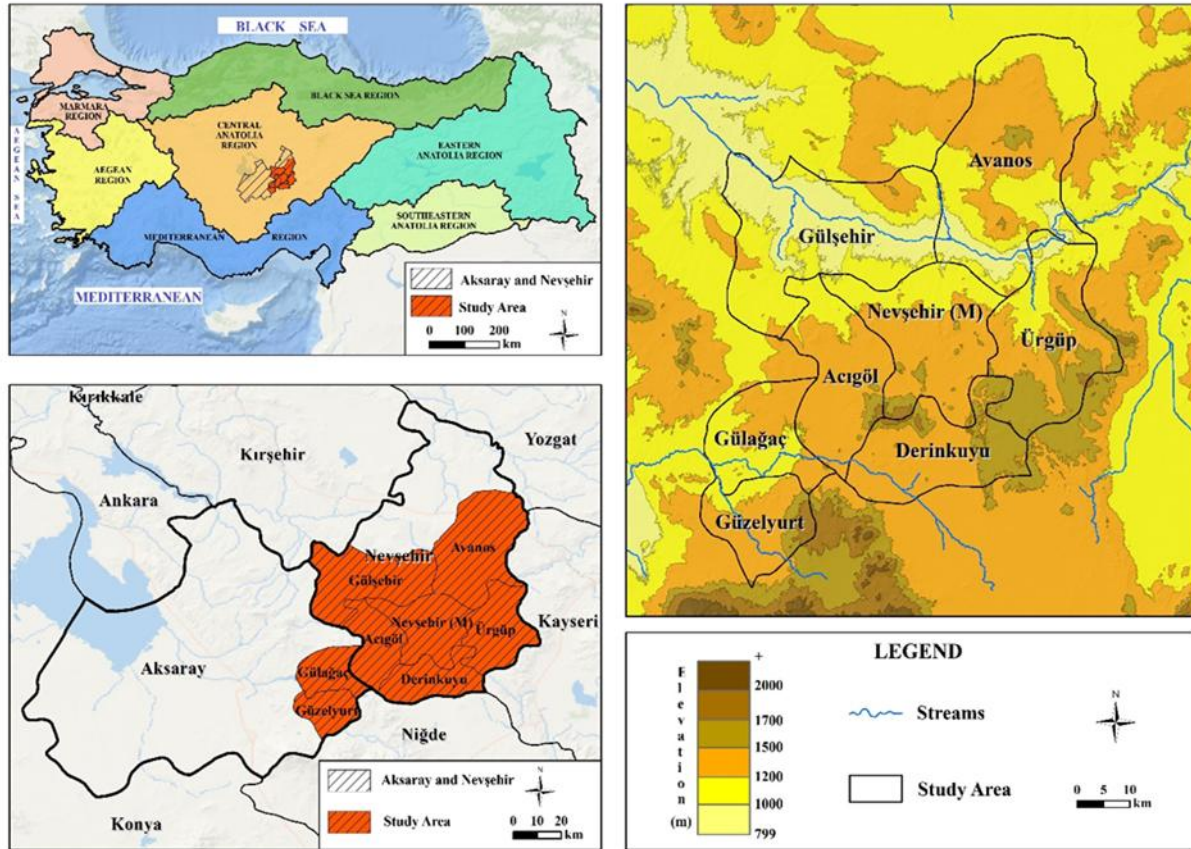 BLACK SEA
MARMARA
REGION
BLACK SEA REGION
CENTRAL
ANATOLIA
REGION
EASTERN
ANATOLIA REGION
AEGEAN SEA
AEGEAN
REGION
SOUTHEASTERN
ANATOLIA REGION
MEDITERRANEAN REGION
MEDITERRANEAN
Aksaray and Nevşehir
Study Area
N
0 100 200
km
Kırıkkale
Yozgat
Kırşehir
Ankara
Avanos
Nevşehir
Gülşehir
Kayseri
Nevşehir (M)
Acıgöl
Ürgüp
Aksaray
Gülağaç
Derinkuyu
Güzelyurt
Niğde
Konya
Aksaray and Nevşehir
Study Area
N
0 10 20
km
Avanos
Gülşehir
Nevşehir (M)
Ürgüp
Acıgöl
Gülağaç
Derinkuyu
Güzelyurt
LEGEND
Elevation
(m)
+
2000
1700
1500
1200
1000
799
Streams
Study Area
N
0 5 10
km